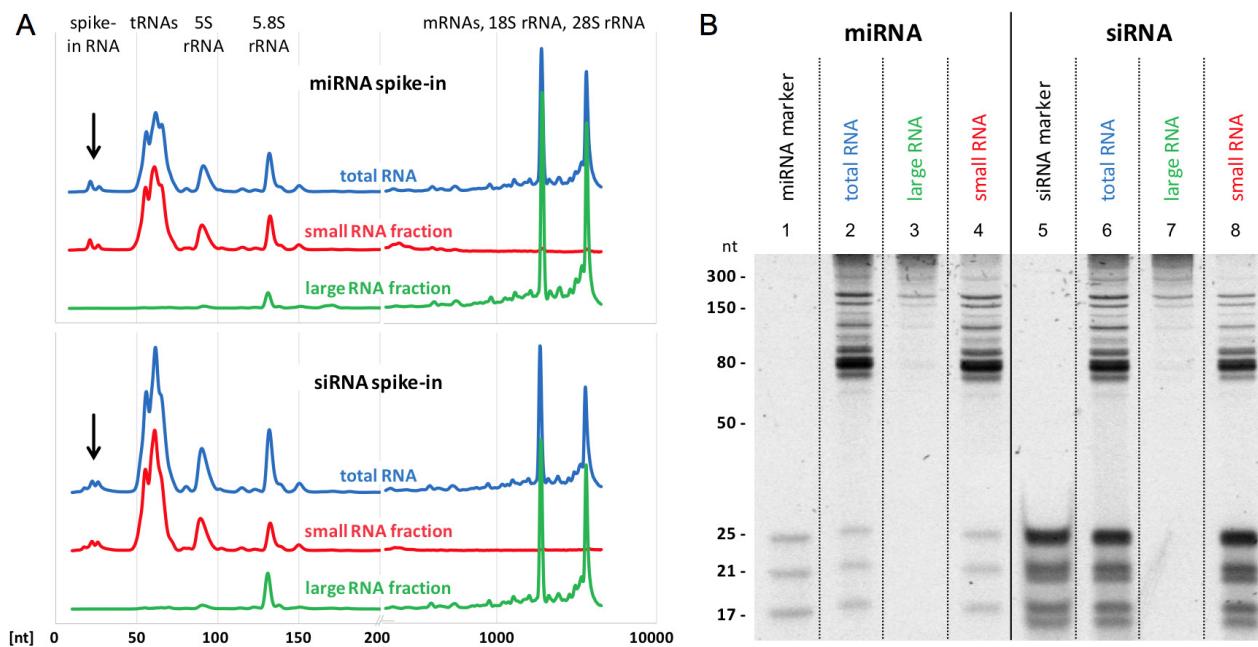 A
spike-in RNA
tRNAs
5S rRNA
5.8S rRNA
mRNAs, 18S rRNA, 28S rRNA
miRNA spike-in
total RNA
small RNA fraction
large RNA fraction
siRNA spike-in
total RNA
small RNA fraction
large RNA fraction
[nt] 0 50 100 150 200 1000 10000
B
miRNA
siRNA
miRNA marker
total RNA
large RNA
small RNA
siRNA marker
total RNA
large RNA
small RNA
nt 1 2 3 4 5 6 7 8
300 -
150 -
80 -
50 -
25 -
21 -
17 -